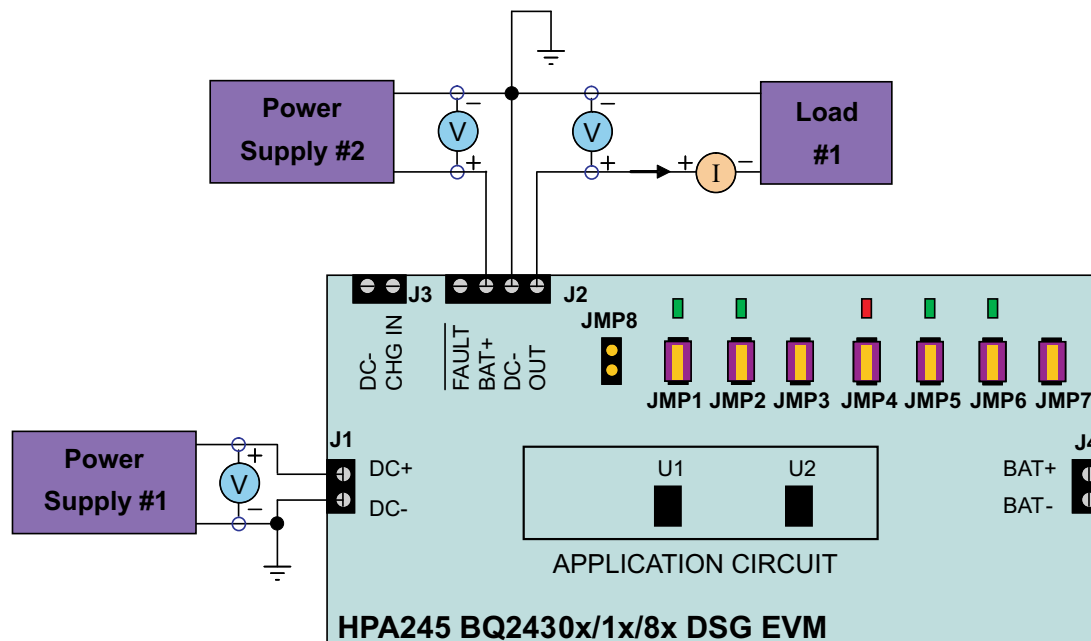 Power
Supply #2
−
V
+
−
V
+
+
I
−
Load
#1
J3
J2
DC-
CHG IN
FAULT
BAT+
DC-
OUT
JMP8
JMP1
JMP2
JMP3
JMP4
JMP5
JMP6
JMP7
Power
Supply #1
+
V
−
J1
DC+
DC-
U1
U2
J4
BAT+
BAT-
APPLICATION CIRCUIT
HPA245 BQ2430x/1x/8x DSG EVM